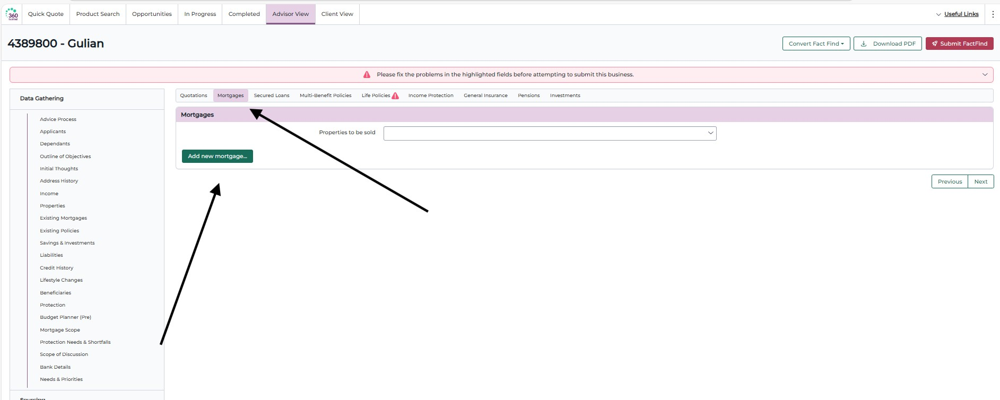 360
factfind
Quick Quote
Product Search
Opportunities
In Progress
Completed
Advisor View
Client View
Useful Links
4389800 - Gulian
Convert Fact Find
Download PDF
Submit FactFind
Please fix the problems in the highlighted fields before attempting to submit this business.
Data Gathering
Advice Process
Applicants
Dependants
Outline of Objectives
Initial Thoughts
Address History
Income
Properties
Existing Mortgages
Existing Policies
Savings & Investments
Liabilities
Credit History
Lifestyle Changes
Beneficiaries
Protection
Budget Planner (Pre)
Mortgage Scope
Protection Needs & Shortfalls
Scope of Discussion
Bank Details
Needs & Priorities
Sourcing
Quotations
Mortgages
Secured Loans
Multi-Benefit Policies
Life Policies
Income Protection
General Insurance
Pensions
Investments
Mortgages
Properties to be sold
Add new mortgage...
Previous
Next